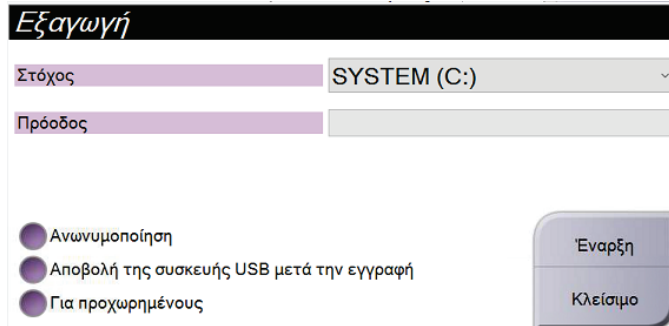 Εξαγωγή
Στόχος SYSTEM (C:)
Πρόοδος
Ανωνυμοποίηση
Αποβολή της συσκευής USB μετά την εγγραφή
Για προχωρημένους
Έναρξη
Κλείσιμο